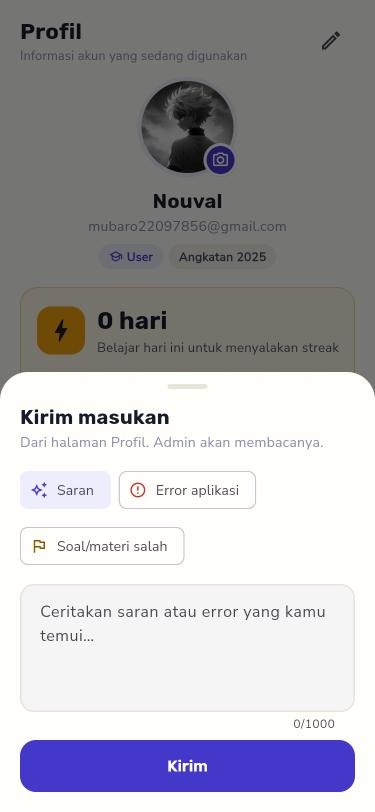 Profil
Informasi akun yang sedang digunakan
Nouval
mubaro22097856@gmail.com
User
Angkatan 2025
0 hari
Belajar hari ini untuk menyalakan streak
Kirim masukan
Dari halaman Profil. Admin akan membacanya.
Saran
Error aplikasi
Soal/materi salah
Ceritakan saran atau error yang kamu
temui...
0/1000
Kirim